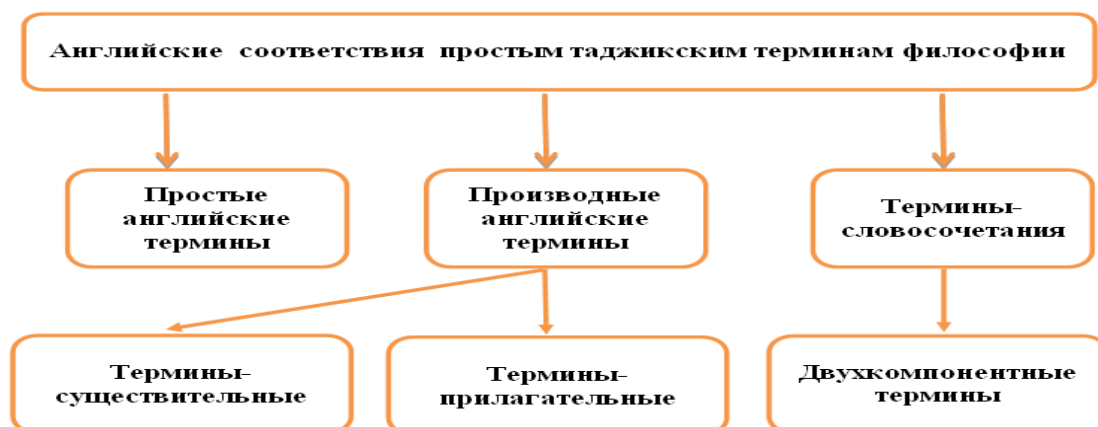 Английские соответствия простым таджикским терминам философии
Простые
английские
термины
Производные
английские
термины
Термины-
словосочетания
Термины-
существительные
Термины-
прилагательные
Двухкомпонентные
термины